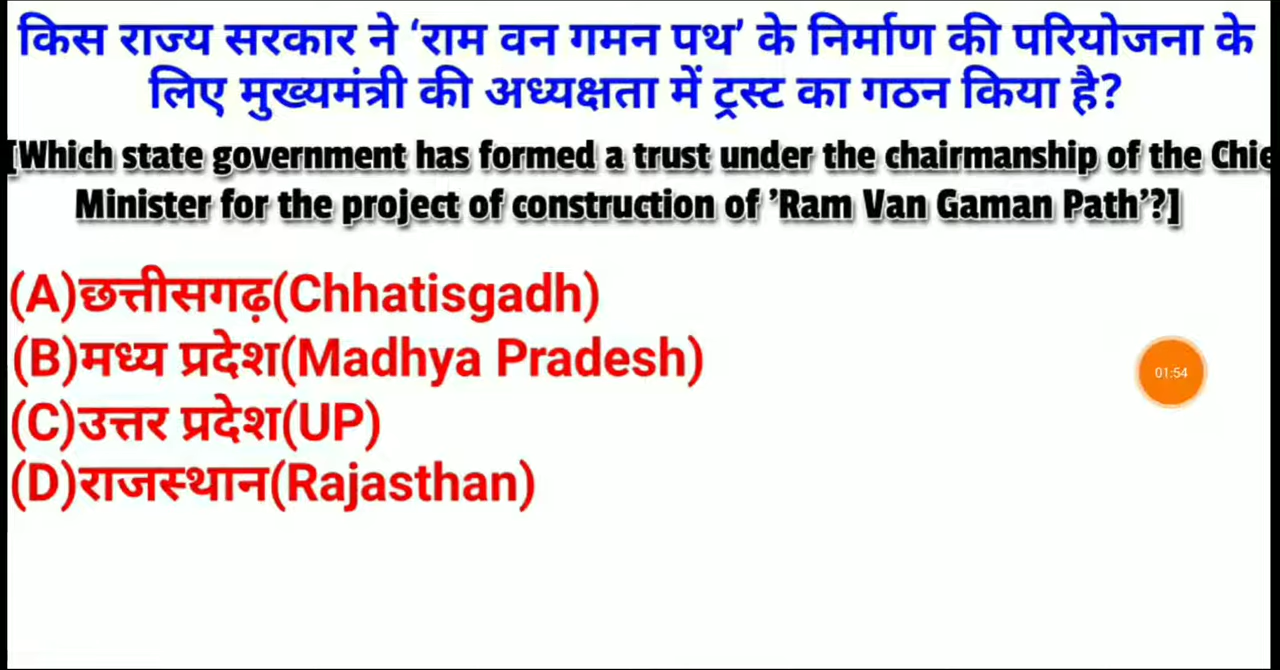 किस राज्य सरकार ने ‘राम वन गमन पथ’ के निर्माण की परियोजना के
लिए मुख्यमंत्री की अध्यक्षता में ट्रस्ट का गठन किया है?
[Which state government has formed a trust under the chairmanship of the Chie
Minister for the project of construction of ’Ram Van Gaman Path’?]
(A)छत्तीसगढ़(Chhatisgadh)
(B)मध्य प्रदेश(Madhya Pradesh)
01:54
(C)उत्तर प्रदेश(UP)
(D)राजस्थान(Rajasthan)